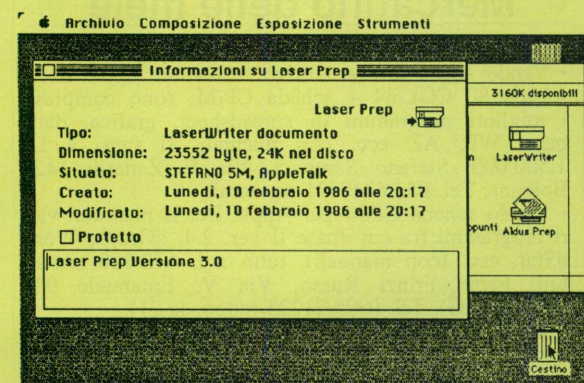 Archivio Composizione Esposizione Strumenti
Informazioni su Laser Prep
Laser Prep
Tipo: LaserWriter documento
Dimensione: 23552 byte, 24K nel disco
Situato: STEFANO 5M, AppleTalk
Creato: Lunedì, 10 febbraio 1986 alle 20:17
Modificato: Lunedì, 10 febbraio 1986 alle 20:17
Protetto
Laser Prep Versione 3.0
3160K disponibili
LaserWriter
Aldus Prep
Cestino